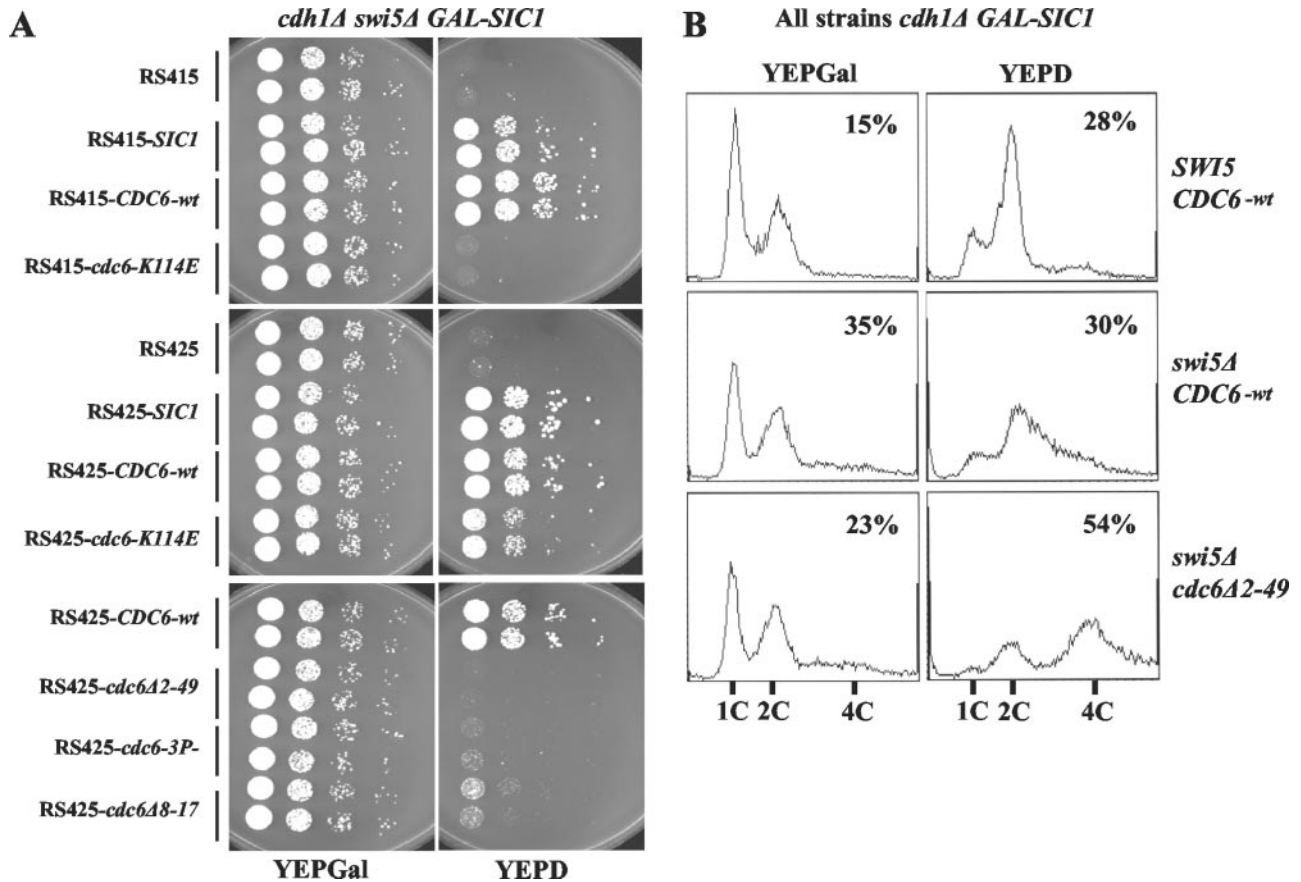 A
cdh1Δ swi5Δ GAL-SIC1
RS415
RS415-SIC1
RS415-CDC6-wt
RS415-cdc6-K114E
RS425
RS425-SIC1
RS425-CDC6-wt
RS425-cdc6-K114E
RS425-CDC6-wt
RS425-cdc6Δ2-49
RS425-cdc6-3P-
RS425-cdc6Δ8-17
YEPGal YEPD
B
All strains cdh1Δ GAL-SIC1
YEPGal YEPD
15% 28%
SWI5
CDC6-wt
35% 30%
swi5Δ
CDC6-wt
23% 54%
swi5Δ
cdc6Δ2-49
1C 2C 4C 1C 2C 4C